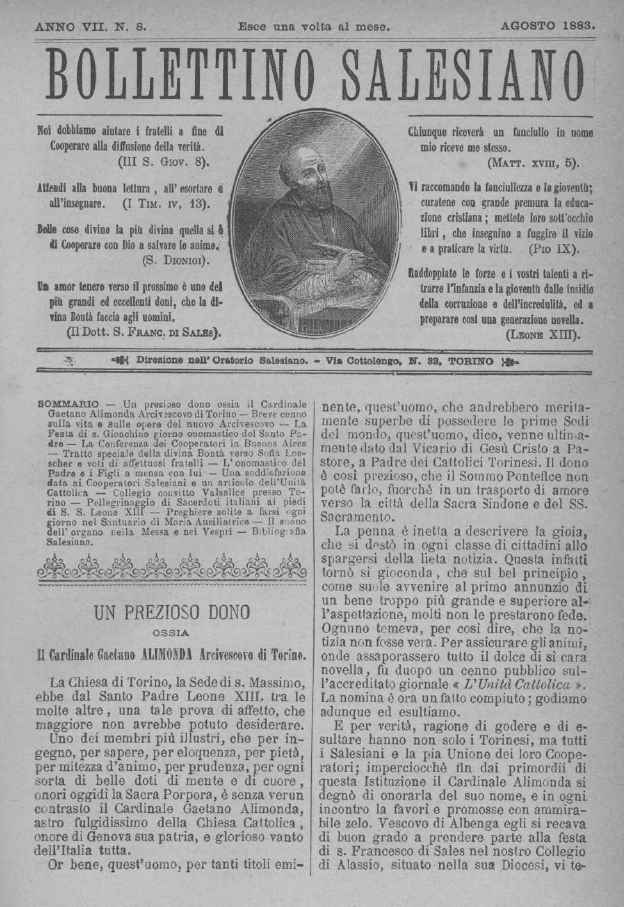 ANNO VII. N. 8.
Esce una volta al mese.
AGOSTO 1883.
BOLLETTINO SALESIANO
Noi dobbiamo aiutare i fratelli a fine di
Cooperare alla diffusione della verità.
(III S. GIOV. 8).
Attendi alla buona lettura, all' esortare e
all'insegnare. (I TIM. IV, 13).
Delle cose divine la più divina quella si è
di Cooperare con Dio a salvare le anime.
(S. DIONIGI).
Un amor tenero verso il prossimo è uno dei
più grandi ed eccellenti doni, che la di-
vina Bontà faccia agli uomini.
(Il Dott. S. FRANC. DI SALES).
Chiunque riceverà un fanciullo in nome
mio riceve me stesso.
(MATT. XVIII, 5).
Vi raccomando la fanciullezza e la gioventù;
curatene con grande premura la educa-
zione cristiana; mettete loro sott'occhio
libri, che insegnino a fuggire il vizio
e a praticare la virtù. (PIO IX).
Raddoppiate le forze e i vostri talenti a ri-
trarre l'infanzia e la gioventù dalle insidie
della corruzione e dell'incredulità, ed a
preparare così una generazione novella.
(LEONE XIII).
Direzione nell' Oratorio Salesiano. - Via Cottolengo, N. 32, TORINO
SOMMARIO — Un prezioso dono ossia il Cardinale
Gaetano Alimonda Arcivescovo di Torino — Breve cenno
sulla vita e sulle opere del nuovo Arcivescovo — La
Festa di s. Gioachino giorno onomastico del Santo Pa-
dre — La Conferenza dei Cooperatori in Buenos Aires
— Tratto speciale della divina Bontà verso Sofia Loe-
scher e voti di affettuosi fratelli — L'onomastico del
Padre e i Figli a mensa con lui — Una soddisfazione
data ai Cooperatori Salesiani e un articolo dell'Unità
Cattolica — Collegio convitto Valsalice presso To-
rino — Pellegrinaggio di Sacerdoti italiani ai piedi
di S. S. Leone XIII — Preghiere solite a farsi ogni
giorno nel Santuario di Maria Ausiliatrice — Il suono
dell'organo nella Messa e nei Vespri — Bibliografia
Salesiana.
UN PREZIOSO DONO
OSSIA
Il Cardinale Gaetano ALIMONDA Arcivescovo di Torino.
La Chiesa di Torino, la Sede di s. Massimo,
ebbe dal Santo Padre Leone XIII, tra le
molte altre, una tale prova di affetto, che
maggiore non avrebbe potuto desiderare.
Uno dei membri più illustri, che per in-
gegno, per sapere, per eloquenza, per pietà,
per mitezza d'animo, per prudenza, per ogni
sorta di belle doti di mente e di cuore,
onori oggidì la Sacra Porpora, è senza verun
contrasto il Cardinale Gaetano Alimonda,
astro fulgidissimo della Chiesa Cattolica,
onore di Genova sua patria, e glorioso vanto
dell'Italia tutta.
Or bene, quest'uomo, per tanti titoli emi-
nente, quest'uomo, che andrebbero merita-
mente superbe di possedere le prime Sedi
del mondo, quest'uomo, dico, venne ultima-
mente dato dal Vicario di Gesù Cristo a Pa-
store, a Padre dei Cattolici Torinesi. Il dono
è così prezioso, che il Sommo Pontefice non
potè farlo, fuorchè in un trasporto di amore
verso la città della Sacra Sindone e del SS.
Sacramento.
La penna è inetta a descrivere la gioia,
che si destò in ogni classe di cittadini allo
spargersi della lieta notizia. Questa infatti
tornò sì gioconda, che sul bel principio,
come suole avvenire al primo annunzio di
un bene troppo più grande e superiore al-
l'aspettazione, molti non le prestarono fede.
Ognuno temeva, per così dire, che la no-
tizia non fosse vera. Per assicurare gli animi,
onde assaporassero tutto il dolce di sì cara
novella, fu duopo un cenno pubblico sul-
l'accreditato giornale « L'Unità Cattolica ».
La nomina è ora un fatto compiuto; godiamo
adunque ed esultiamo.
E per verità, ragione di godere e di e-
sultare hanno non solo i Torinesi, ma tutti
i Salesiani e la pia Unione dei loro Coope-
ratori; imperciocchè fin dai primordii di
questa Istituzione il Cardinale Alimonda si
degnò di onorarla del suo nome, e in ogni
incontro la favorì e promosse con ammira-
bile zelo. Vescovo di Albenga egli si recava
di buon grado a prendere parte alla festa
di s. Francesco di Sales nel nostro Collegio
di Alassio, situato nella sua Diocesi, vi te-